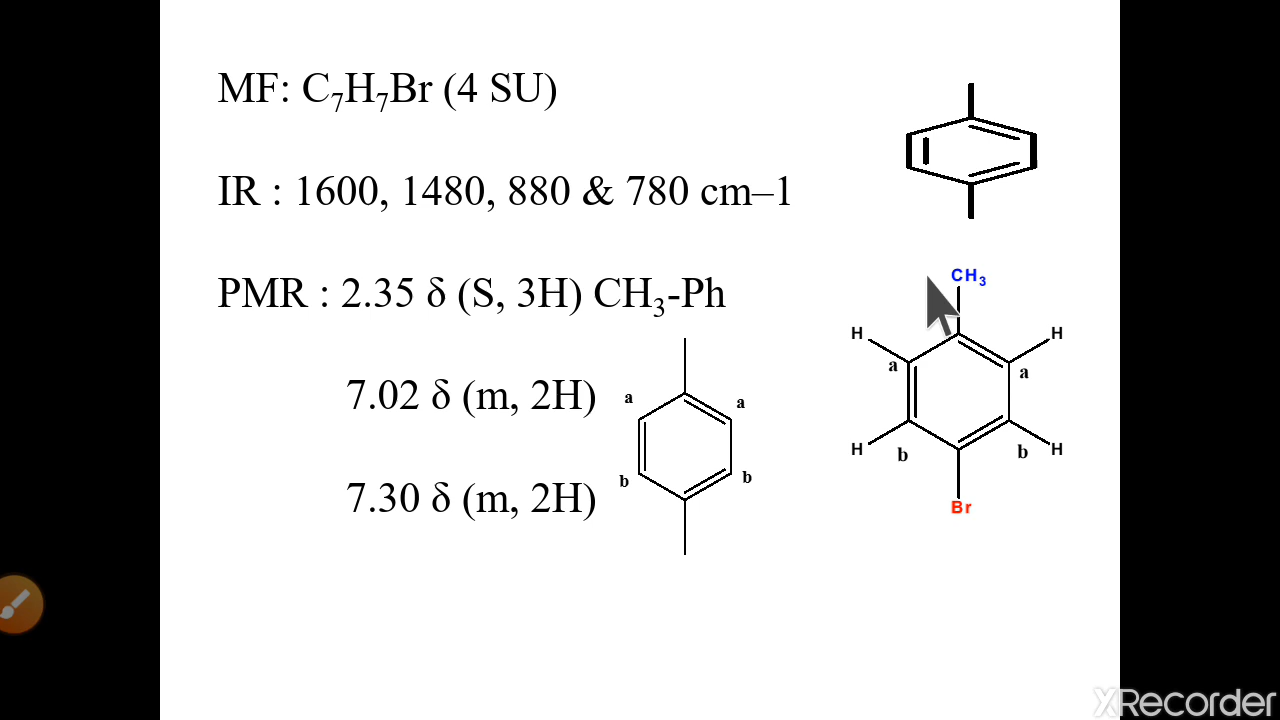 MF: C₇H₇Br (4 SU)
IR : 1600, 1480, 880 & 780 cm–1
PMR : 2.35 δ (S, 3H) CH₃-Ph
7.02 δ (m, 2H)
7.30 δ (m, 2H)
a a
b b
CH₃
H H
a a
H H
b b
Br
XRecorder